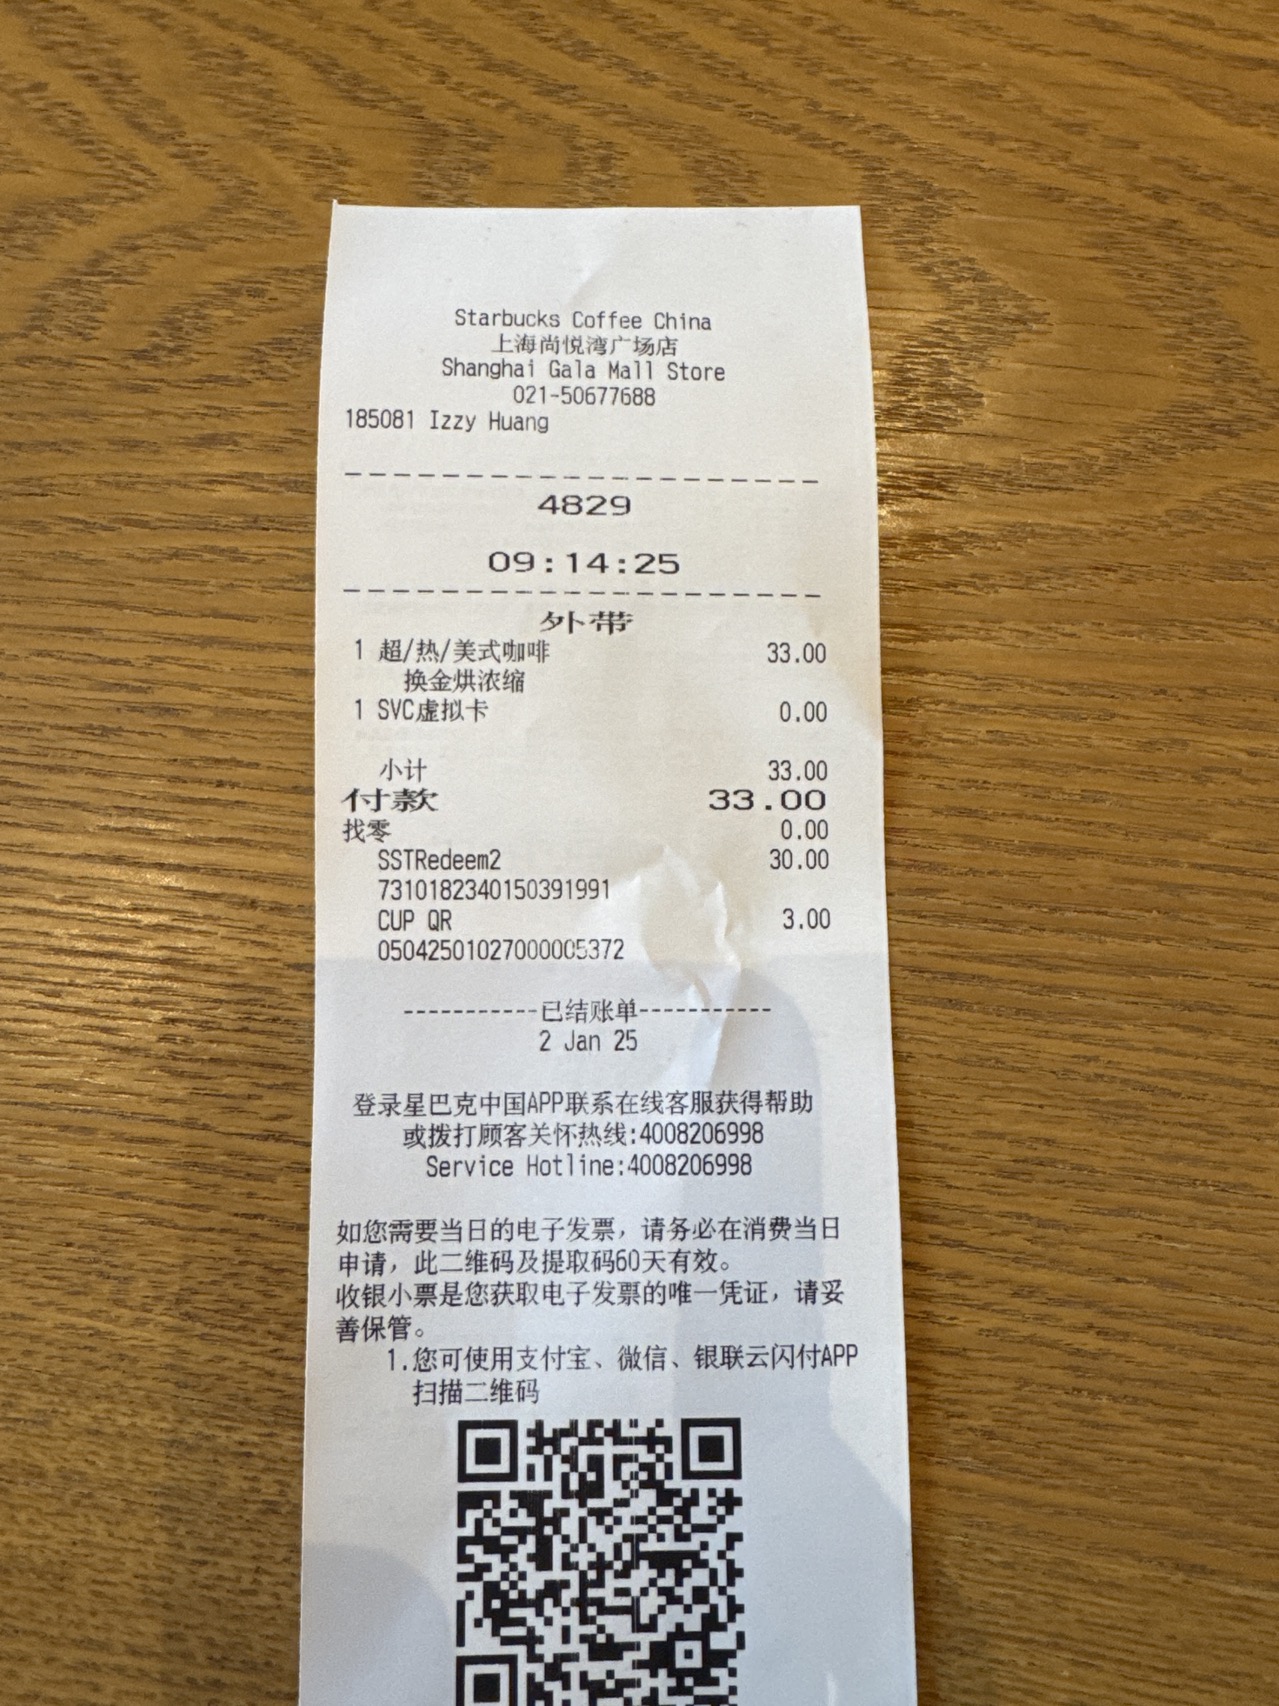 Starbucks Coffee China
上海尚悦湾广场店
Shanghai Gala Mall Store
021-50677688
185081 Izzy Huang
4829
09:14:25
外带
1 超/热/美式咖啡 33.00
换金烘浓缩
1 SVC虚拟卡 0.00
小计 33.00
付款 33.00
找零 0.00
SSTRedeem2 30.00
7310182340150391991
CUP QR 3.00
05042501027000005372
-----------已结账单-----------
2 Jan 25
登录星巴克中国APP联系在线客服获得帮助
或拨打顾客关怀热线:4008206998
Service Hotline:4008206998
如您需要当日的电子发票，请务必在消费当日
申请，此二维码及提取码60天有效。
收银小票是您获取电子发票的唯一凭证，请妥
善保管。
1.您可使用支付宝、微信、银联云闪付APP
扫描二维码